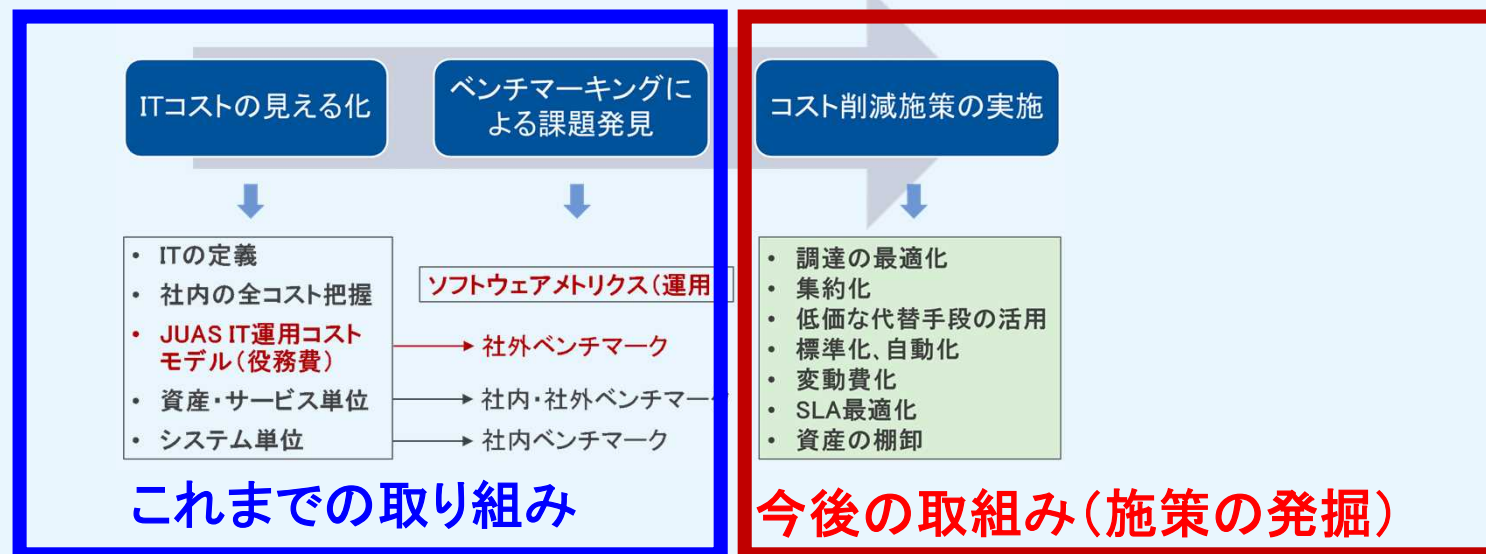 ITコストの見える化
ベンチマーキングに
よる課題発見
コスト削減施策の実施
• ITの定義
• 社内の全コスト把握
• JUAS IT運用コスト
モデル(役務費)
• 資産・サービス単位
• システム単位
ソフトウェアメトリクス(運用
社外ベンチマーク
社内・社外ベンチマーク
社内ベンチマーク
• 調達の最適化
• 集約化
• 低価な代替手段の活用
• 標準化、自動化
• 変動費化
• SLA最適化
• 資産の棚卸
これまでの取り組み
今後の取組み(施策の発掘)